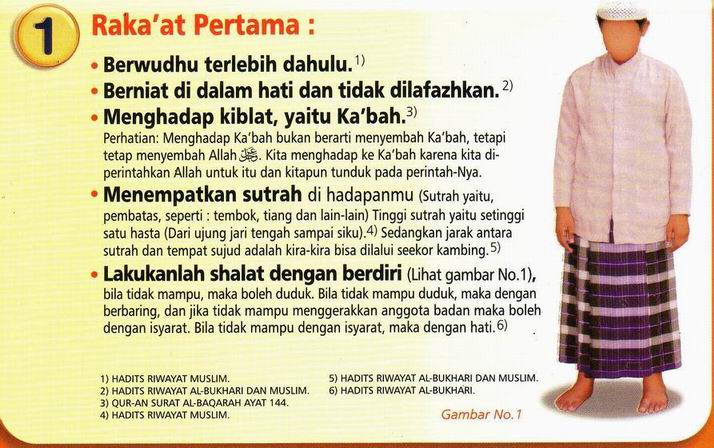 1
Raka’at Pertama :
• Berwudhu terlebih dahulu.1)
• Berniat di dalam hati dan tidak dilafazhkan.2)
• Menghadap kiblat, yaitu Ka’bah.3)
Perhatian: Menghadap Ka’bah bukan berarti menyembah Ka’bah, tetapi
tetap menyembah Allah ﷻ. Kita menghadap ke Ka’bah karena kita di-
perintahkan Allah untuk itu dan kitapun tunduk pada perintah-Nya.
• Menempatkan sutrah di hadapanmu (Sutrah yaitu,
pembatas, seperti : tembok, tiang dan lain-lain) Tinggi sutrah yaitu setinggi
satu hasta (Dari ujung jari tengah sampai siku).4) Sedangkan jarak antara
sutrah dan tempat sujud adalah kira-kira bisa dilalui seekor kambing.5)
• Lakukanlah shalat dengan berdiri (Lihat gambar No.1),
bila tidak mampu, maka boleh duduk. Bila tidak mampu duduk, maka dengan
berbaring, dan jika tidak mampu menggerakkan anggota badan maka boleh
dengan isyarat. Bila tidak mampu dengan isyarat, maka dengan hati.6)
1) HADITS RIWAYAT MUSLIM.
2) HADITS RIWAYAT AL-BUKHARI DAN MUSLIM.
3) QUR-AN SURAT AL-BAQARAH AYAT 144.
4) HADITS RIWAYAT MUSLIM.
5) HADITS RIWAYAT AL-BUKHARI DAN MUSLIM.
6) HADITS RIWAYAT AL-BUKHARI.
Gambar No.1